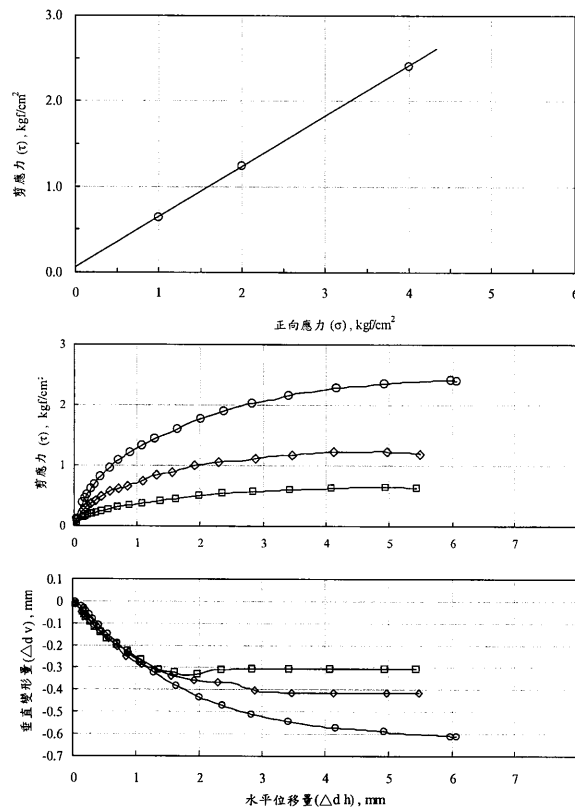 3.0
2.0
1.0
0.0
剪應力 (τ) , kgf/cm²
0 1 2 3 4 5 6
正向應力 (σ) , kgf/cm²
3
2
1
0
剪應力 (τ) , kgf/cm²
0 1 2 3 4 5 6 7
0.1
0
-0.1
-0.2
-0.3
-0.4
-0.5
-0.6
-0.7
垂直變形量(△d v) , mm
0 1 2 3 4 5 6 7
水平位移量(△d h) , mm